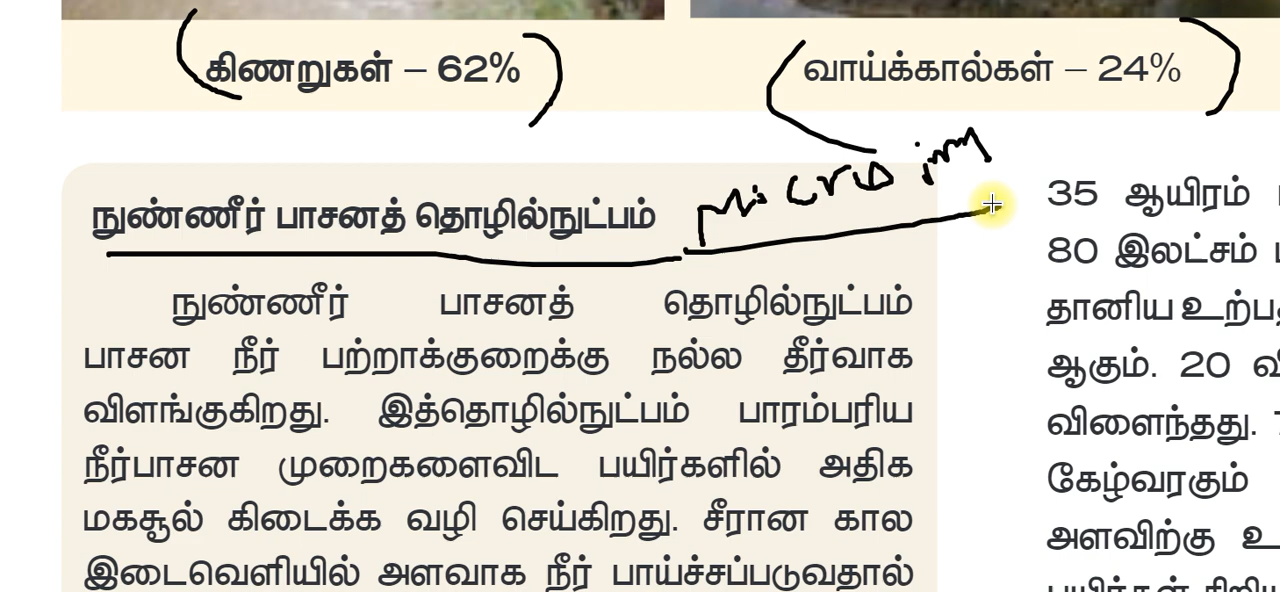 கிணறுகள் – 62%
வாய்க்கால்கள் – 24%
நுண்ணீர் பாசனத் தொழில்நுட்பம்
Micro irri
நுண்ணீர் பாசனத் தொழில்நுட்பம்
பாசன நீர் பற்றாக்குறைக்கு நல்ல தீர்வாக
விளங்குகிறது. இத்தொழில்நுட்பம் பாரம்பரிய
நீர்பாசன முறைகளைவிட பயிர்களில் அதிக
மகசூல் கிடைக்க வழி செய்கிறது. சீரான கால
இடைவெளியில் அளவாக நீர் பாய்ச்சப்படுவதால்
35 ஆயிரம்
80 இலட்சம்
தானிய
ஆகும். 20
விளைந்தது.
கேழ்வரகும்
அளவிற்கு